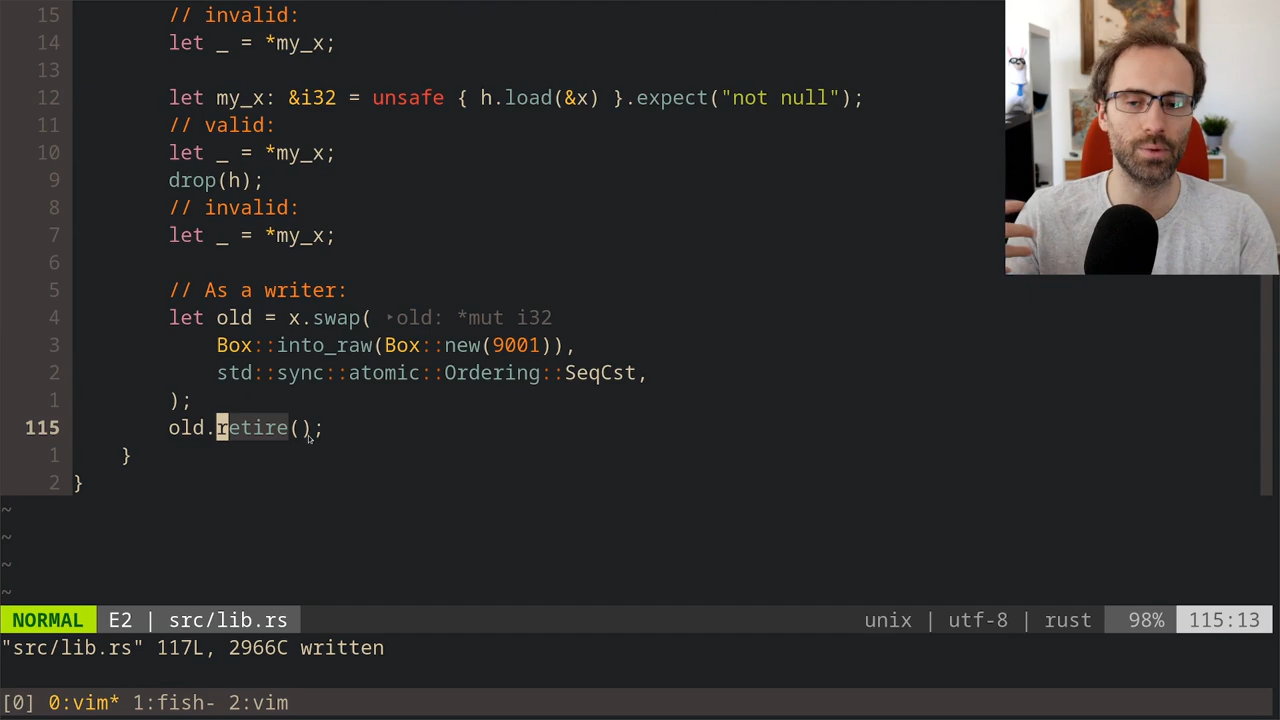 15 // invalid:
14 let _ = *my_x;
13
12 let my_x: &i32 = unsafe { h.load(&x) }.expect("not null");
11 // valid:
10 let _ = *my_x;
9 drop(h);
8 // invalid:
7 let _ = *my_x;
6
5 // As a writer:
4 let old = x.swap( ‣old: *mut i32
3 Box::into_raw(Box::new(9001)),
2 std::sync::atomic::Ordering::SeqCst,
1 );
115 old.retire();
1 }
2 }
~
~
~
~
NORMAL E2 | src/lib.rs unix | utf-8 | rust 98% 115:13
"src/lib.rs" 117L, 2966C written
[0] 0:vim* 1:fish- 2:vim